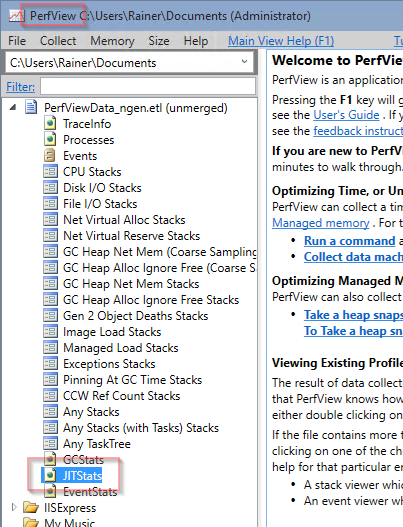 PerfView C:\Users\Rainer\Documents (Administrator)
File Collect Memory Size Help Main View Help (F1) Troub
C:\Users\Rainer\Documents
Filter:
PerfViewData_ngen.etl (unmerged)
TraceInfo
Processes
Events
CPU Stacks
Disk I/O Stacks
File I/O Stacks
Net Virtual Alloc Stacks
Net Virtual Reserve Stacks
GC Heap Net Mem (Coarse Sampling
GC Heap Alloc Ignore Free (Coarse S
GC Heap Net Mem Stacks
GC Heap Alloc Ignore Free Stacks
Gen 2 Object Deaths Stacks
Image Load Stacks
Managed Load Stacks
Exceptions Stacks
Pinning At GC Time Stacks
CCW Ref Count Stacks
Any Stacks
Any Stacks (with Tasks) Stacks
Any TaskTree
GCStats
JITStats
EventStats
IISExpress
My Music
Welcome to PerfVie
PerfView is an application
Pressing the F1 key will g
see the User's Guide . If y
see the feedback instruct
If you are new to PerfV
minutes to walk through.
Optimizing Time, or Un
PerfView can collect a tim
Managed memory . For t
• Run a command a
• Collect data mach
Optimizing Managed M
PerfView can also collect
• Take a heap snaps
To Take a heap sn
Viewing Existing Profile
The result of data collect
that PerfView knows how
either double clicking on
If the file contains more t
clicking on one of the ch
help for that particular e
• A stack viewer whic
• An event viewer wh